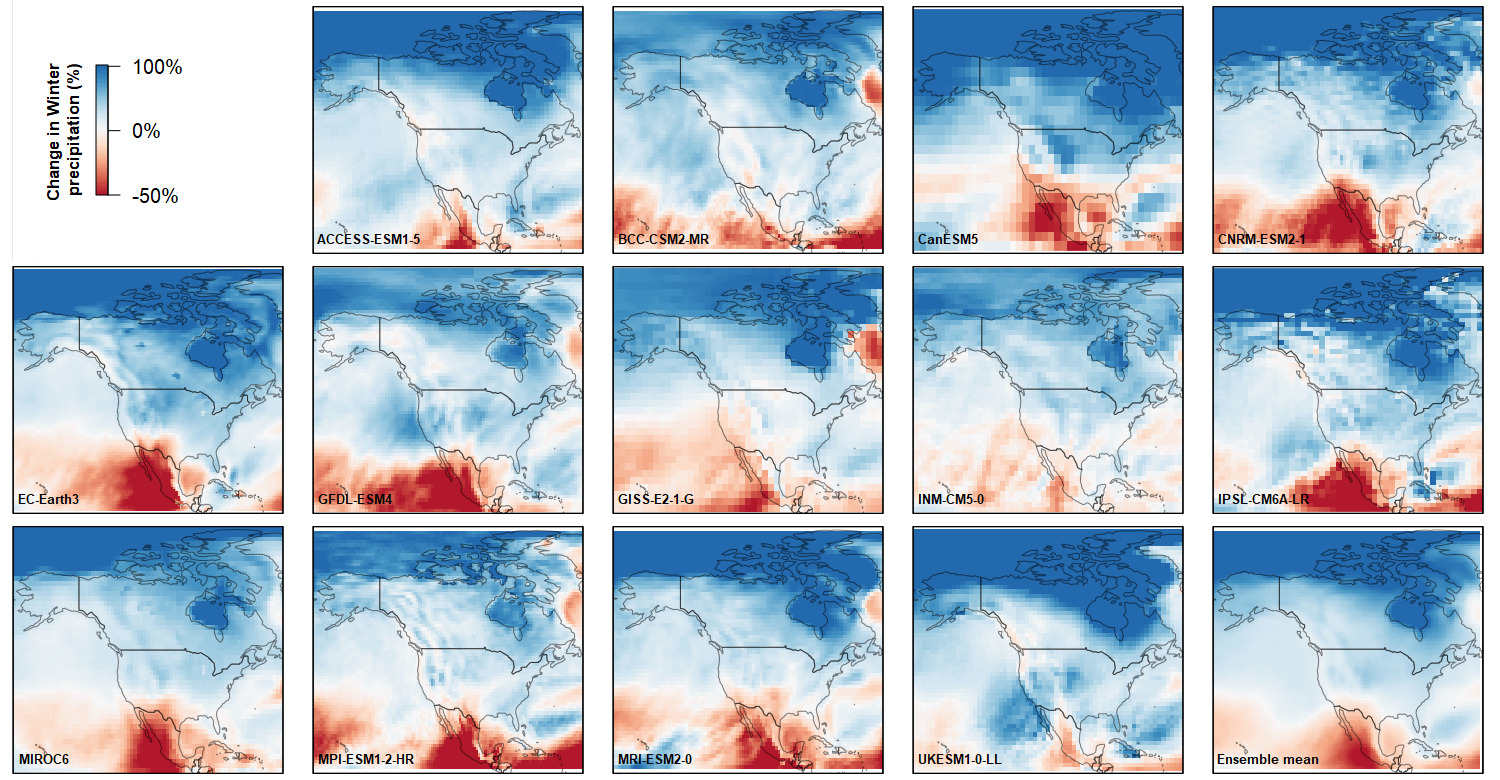 Change in Winter
precipitation (%)
100%
0%
-50%
ACCESS-ESM1-5
BCC-CSM2-MR
CanESM5
CNRM-ESM2-1
EC-Earth3
GFDL-ESM4
GISS-E2-1-G
INM-CM5-0
IPSL-CM6A-LR
MIROC6
MPI-ESM1-2-HR
MRI-ESM2-0
UKESM1-0-LL
Ensemble mean